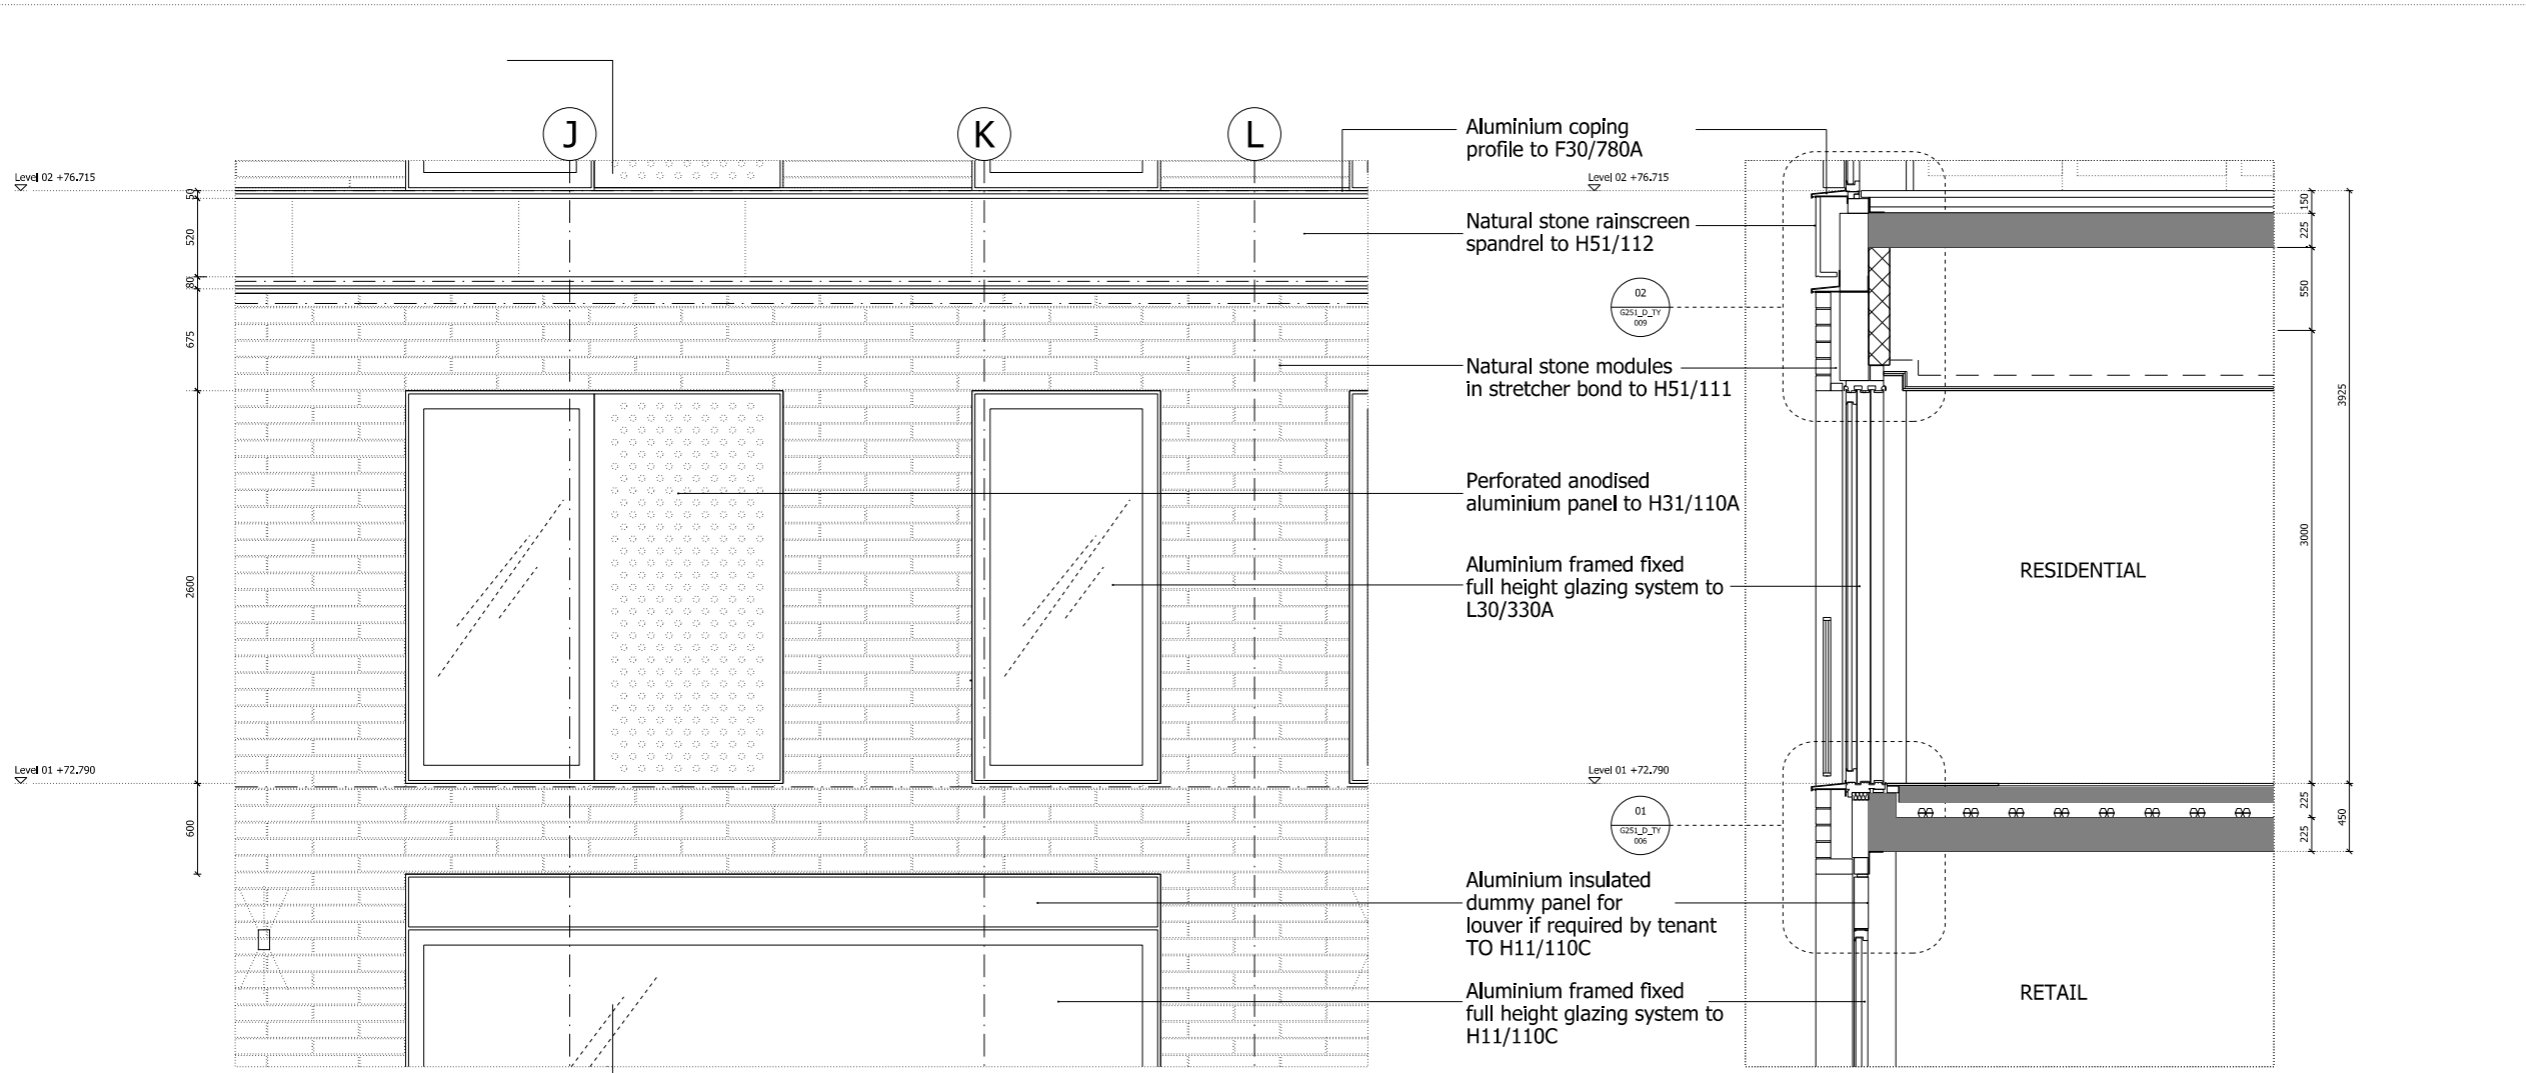 J
K
L
Level 02 +76.715
50
520
80
675
2600
Level 01 +72.790
600
Aluminium coping
profile to F30/780A
Natural stone rainscreen
spandrel to H51/112
Natural stone modules
in stretcher bond to H51/111
Perforated anodised
aluminium panel to H31/110A
Aluminium framed fixed
full height glazing system to
L30/330A
Aluminium insulated
dummy panel for
louver if required by tenant
TO H11/110C
Aluminium framed fixed
full height glazing system to
H11/110C
Level 02 +76.715
02
G251_D_TY
009
Level 01 +72.790
01
G251_D_TY
006
RESIDENTIAL
RETAIL
150
225
550
3000
225
225
3925
450